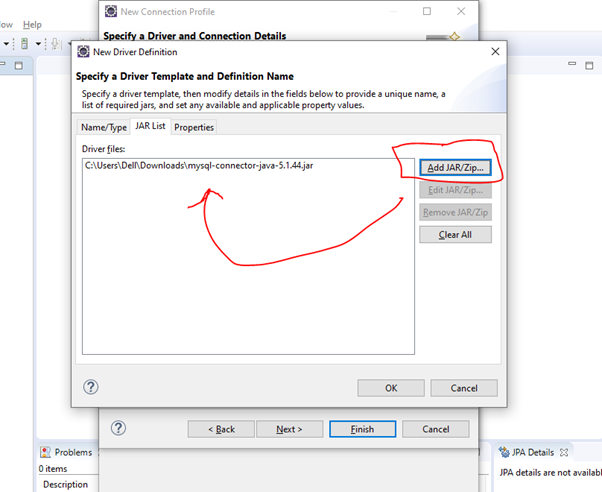 New Connection Profile
ow Help
Specify a Driver and Connection Details
New Driver Definition
Specify a Driver Template and Definition Name
Specify a driver template, then modify details in the fields below to provide a unique name, a
list of required jars, and set any available and applicable property values.
Name/Type JAR List Properties
Driver files:
C:\Users\Dell\Downloads\mysql-connector-java-5.1.44.jar
Add JAR/Zip...
Edit JAR/Zip...
Remove JAR/Zip
Clear All
OK Cancel
< Back Next > Finish Cancel
Problems
0 items
Description
JPA Details
JPA details are not availab